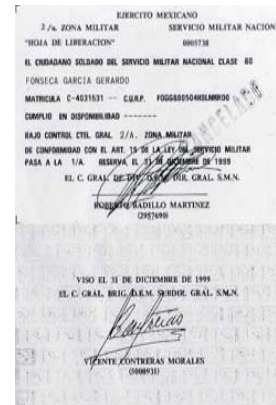 EJERCITO MEXICANO
2/a. ZONA MILITAR SERVICIO MILITAR NACION
"HOJA DE LIBERACION" 0005738
EL CIUDADANO SOLDADO DEL SERVICIO MILITAR NACIONAL CLASE 80
FONSECA GARCIA GERARDO
MATRICULA C-4031631 -- C.U.R.P. FOGG800504HSLNRR00
CUMPLIO EN DISPONIBILIDAD -------
BAJO CONTROL CTEL. GRAL. 2/A. ZONA MILITAR
CANCELADO
DE CONFORMIDAD CON EL ART. 15 DE LA LEY DEL SERVICIO MILITAR
PASA A LA 1/A. RESERVA, EL 31 DE DICIEMBRE DE 1999
EL C. GRAL. DE DIV. D.E.M. DIR. GRAL. S.M.N.
ROBERTO BADILLO MARTINEZ
(2957690)
VISO EL 31 DE DICIEMBRE DE 1999
EL C. GRAL. BRIG. D.E.M. SUBDIR. GRAL. S.M.N.
VICENTE CONTRERAS MORALES
(5000931)